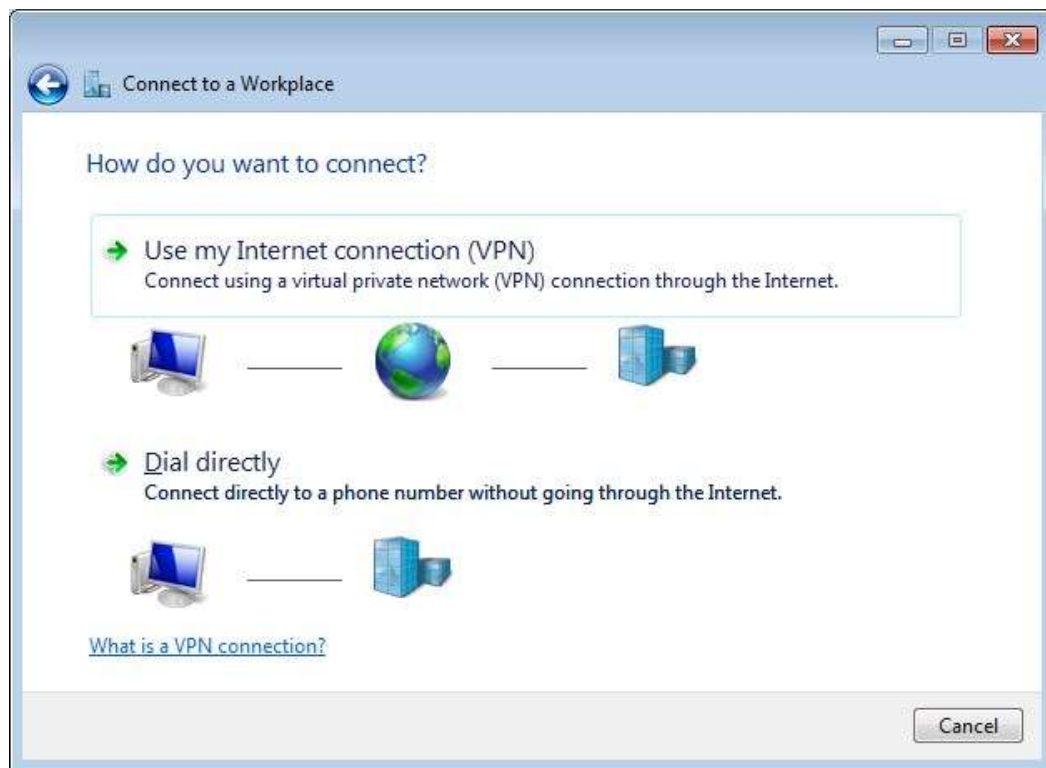 Connect to a Workplace
How do you want to connect?
Use my Internet connection (VPN)
Connect using a virtual private network (VPN) connection through the Internet.
Dial directly
Connect directly to a phone number without going through the Internet.
What is a VPN connection?
Cancel